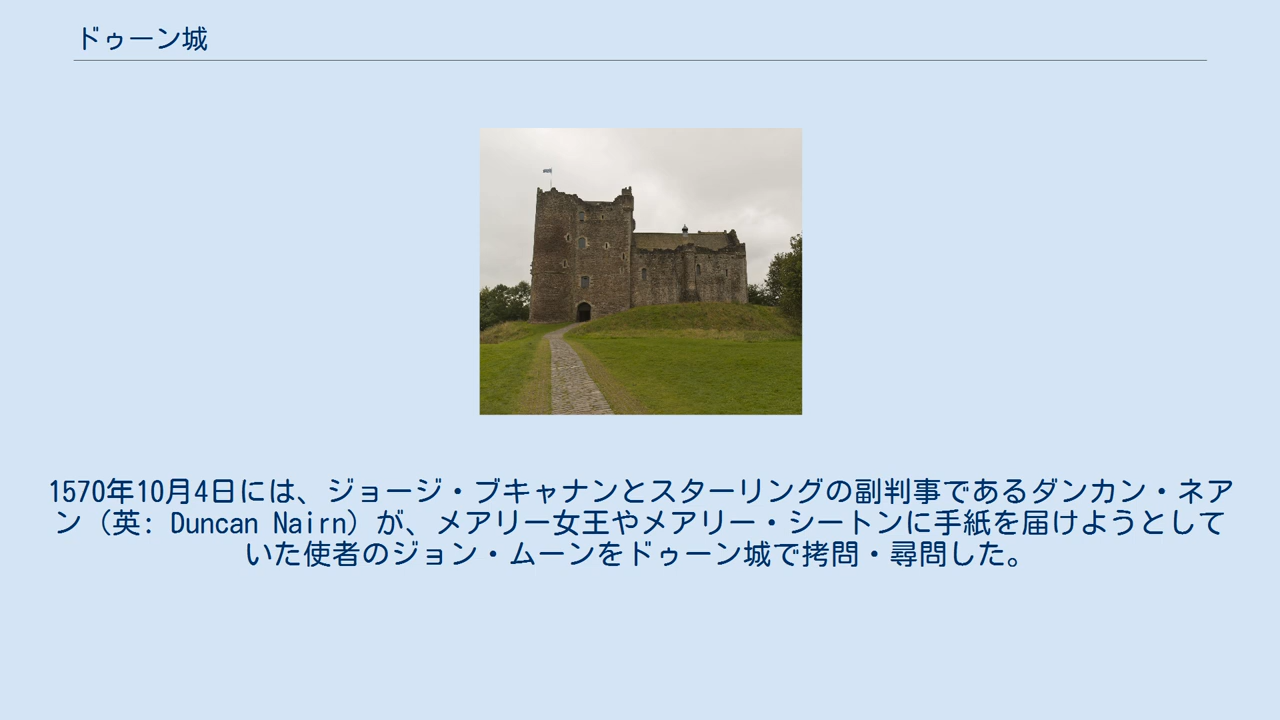 ドゥーン城
1570年10月4日には、ジョージ・ブキャナンとスターリングの副判事であるダンカン・ネア
ン（英: Duncan Nairn）が、メアリー女王やメアリー・シートンに手紙を届けようとして
いた使者のジョン・ムーンをドゥーン城で拷問・尋問した。